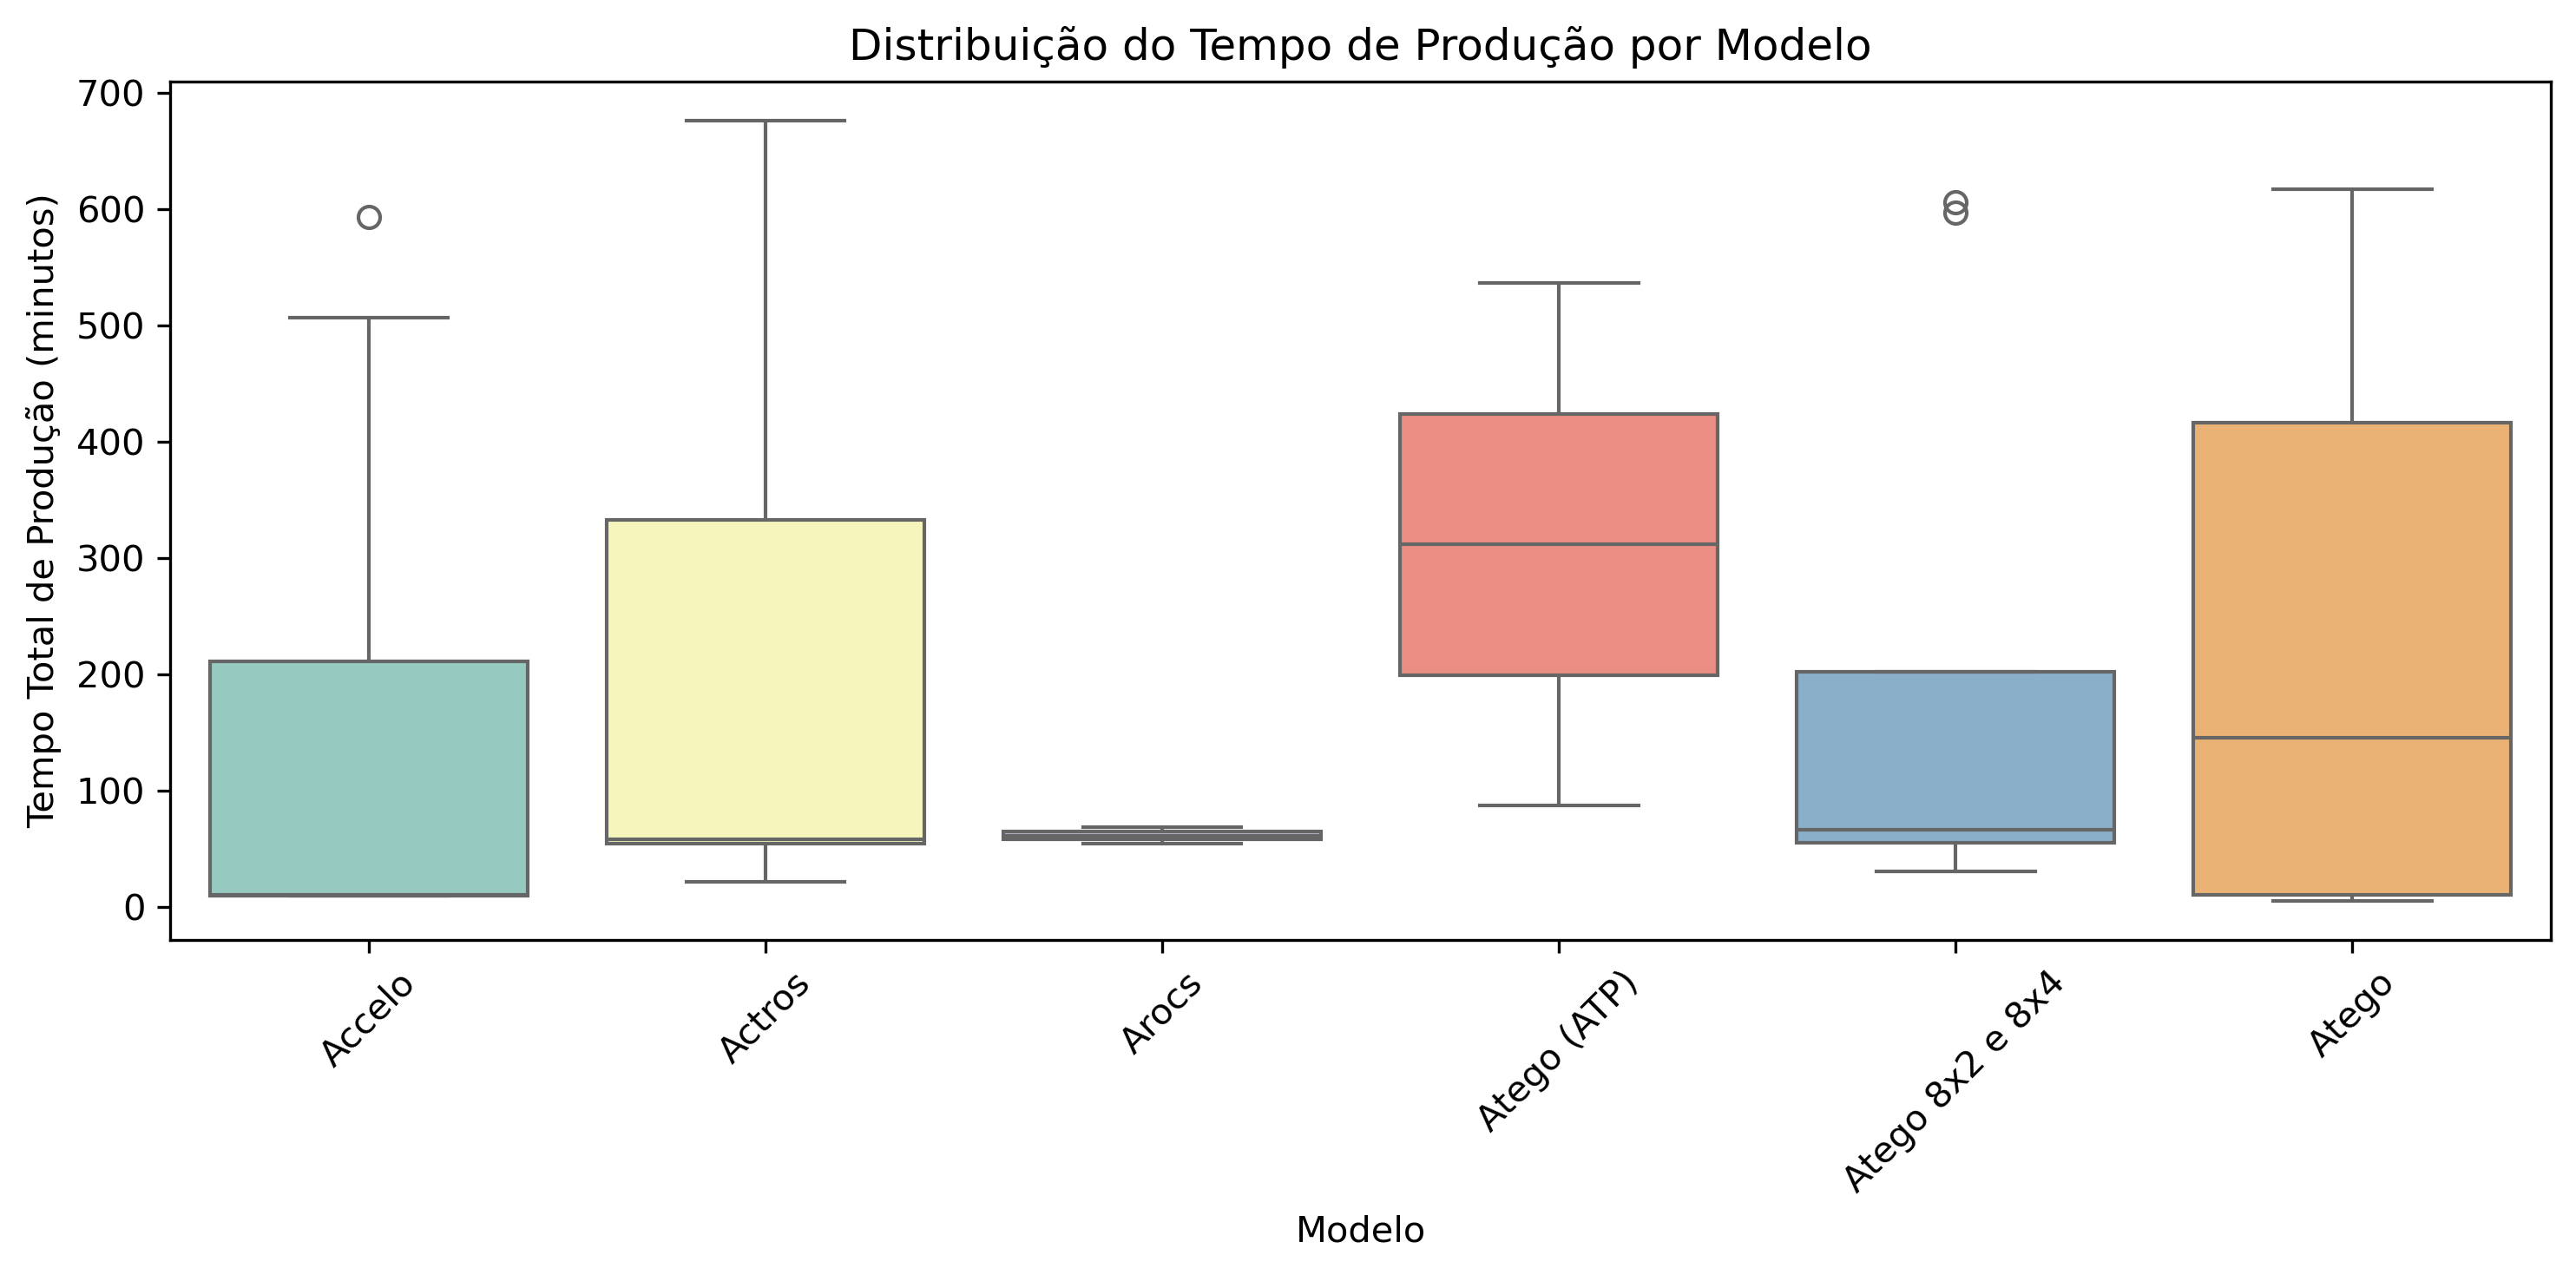 Distribuição do Tempo de Produção por Modelo
Tempo Total de Produção (minutos)
700
600
500
400
300
200
100
0
Accelo
Actros
Arocs
Atego (ATP)
Atego 8x2 e 8x4
Atego
Modelo